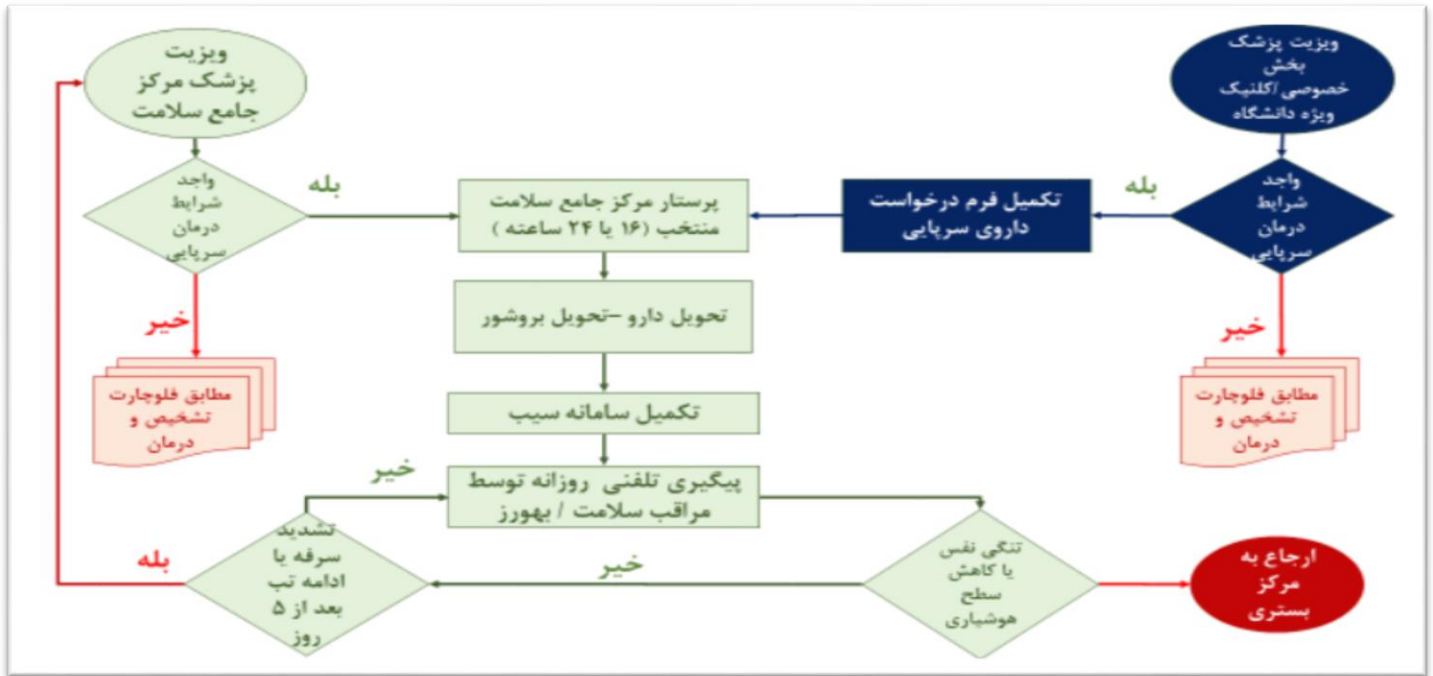 ویزیت پزشک
بخش
خصوصی/کلنیک
ویژه دانشگاه
واجد
شرایط
درمان
سرپایی
بله
خیر
تکمیل فرم درخواست
داروی سرپایی
مطابق فلوچارت
تشخیص و
درمان
ویزیت
پزشک مرکز
جامع سلامت
واجد
شرایط
درمان
سرپایی
بله
خیر
مطابق فلوچارت
تشخیص و
درمان
پرستار مرکز جامع سلامت
منتخب (۱۶ یا ۲۴ ساعته )
تحویل دارو –تحویل بروشور
تکمیل سامانه سیب
پیگیری تلفنی روزانه توسط
مراقب سلامت / بهورز
تنگی نفس
یا کاهش
سطح
هوشیاری
ارجاع به
مرکز
بستری
خیر
تشدید
سرفه یا
ادامه تب
بعد از ۵
روز
خیر
بله